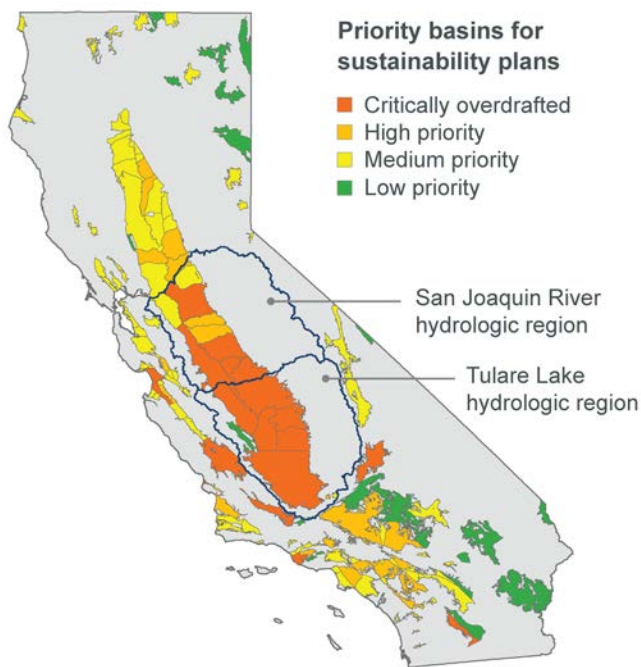 Priority basins for
sustainability plans
Critically overdrafted
High priority
Medium priority
Low priority
San Joaquin River
hydrologic region
Tulare Lake
hydrologic region